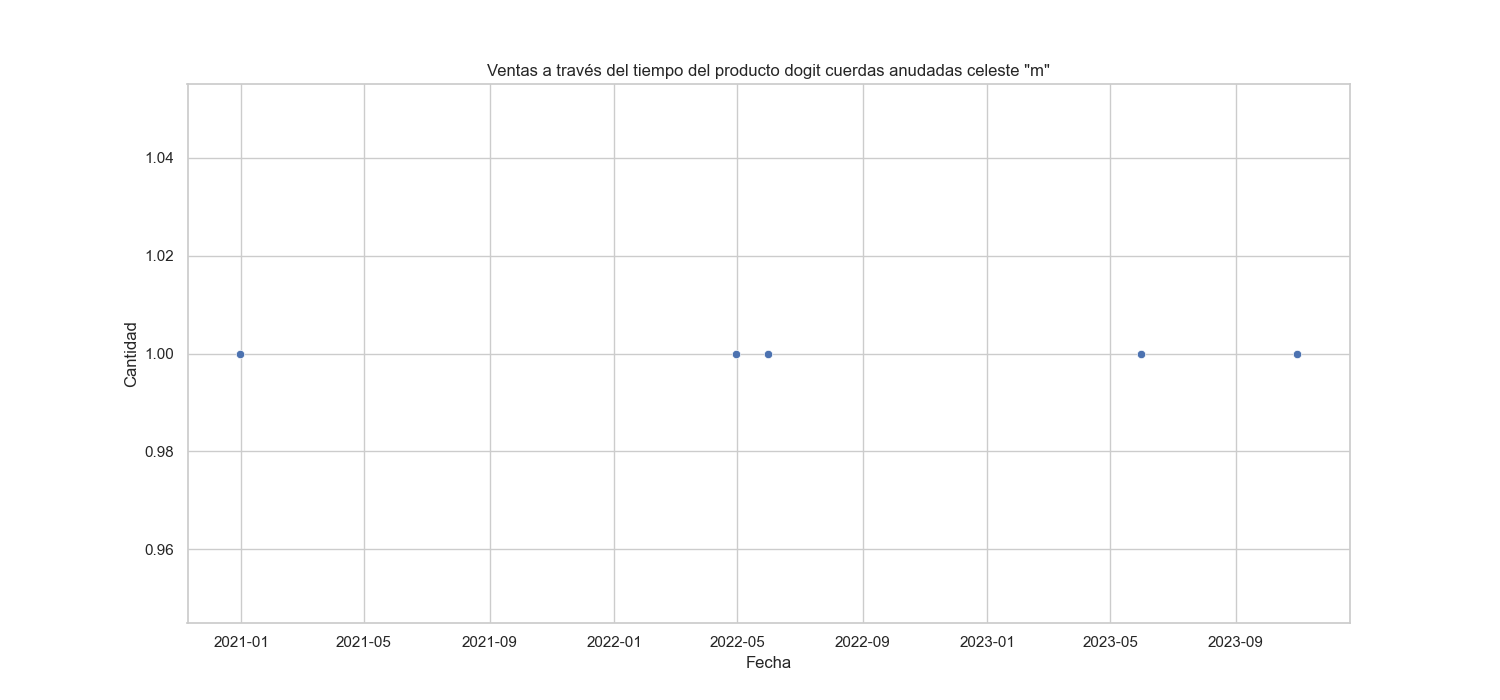 Ventas a través del tiempo del producto dogit cuerdas anudadas celeste "m"
1.04
1.02
1.00
0.98
0.96
Cantidad
2021-01 2021-05 2021-09 2022-01 2022-05 2022-09 2023-01 2023-05 2023-09
Fecha